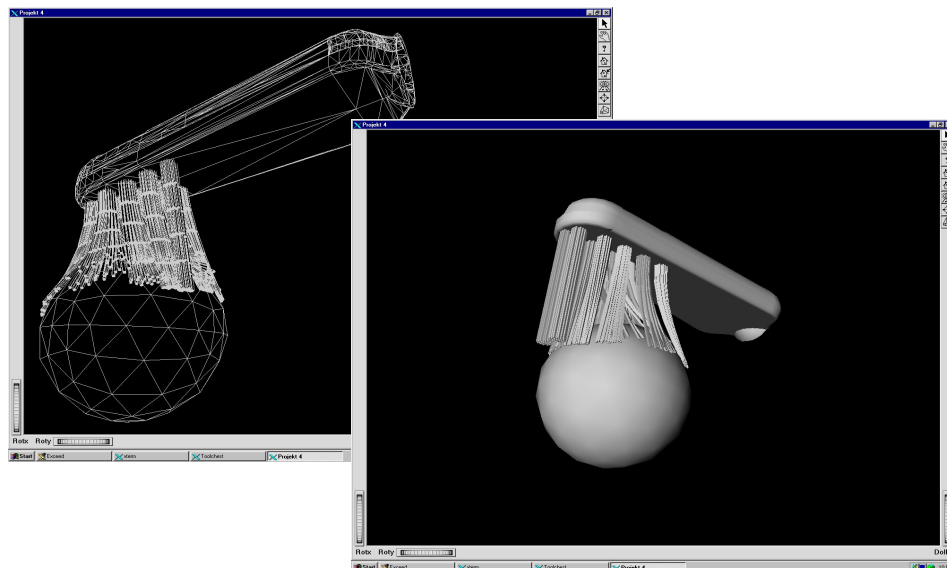 Projekt 4
?
Rotx Roty
Start Exceed xterm Toolchest Projekt 4
Projekt 4
Rotx Roty Doll
Start Exceed xterm Toolchest Projekt 4